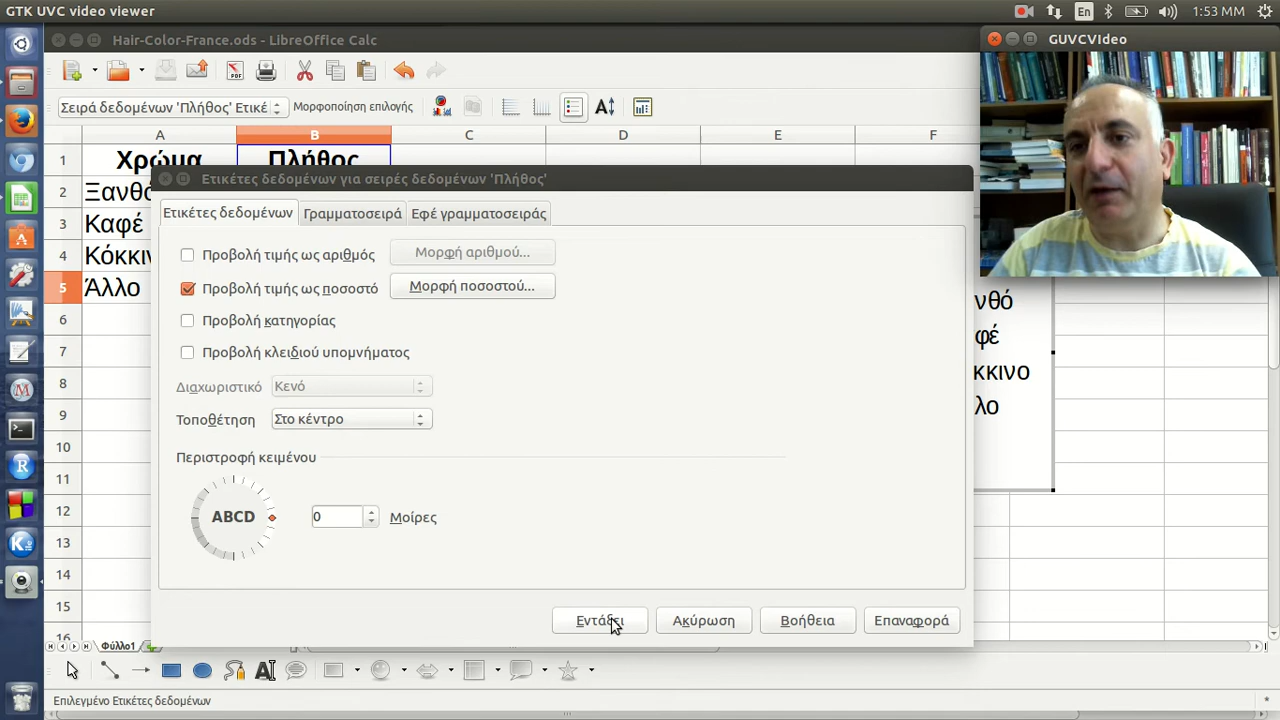 GTK UVC video viewer
En
1:53 MM
Hair-Color-France.ods - LibreOffice Calc
GUVCVIdeo
Σειρά δεδομένων 'Πλήθος' Ετικέ
Μορφοποίηση επιλογής
A B C D E F
1 Χρώμα Πλήθος
2 Ξανθό
3 Καφέ
4 Κόκκιν
5 Άλλο
6
7
8
9
10
11
12
13
14
15
16
Ετικέτες δεδομένων για σειρές δεδομένων 'Πλήθος'
Ετικέτες δεδομένων Γραμματοσειρά Εφέ γραμματοσειράς
Προβολή τιμής ως αριθμός Μορφή αριθμού...
Προβολή τιμής ως ποσοστό Μορφή ποσοστού...
Προβολή κατηγορίας
Προβολή κλειδιού υπομνήματος
Διαχωριστικό Κενό
Τοποθέτηση Στο κέντρο
Περιστροφή κειμένου
ABCD 0 Μοίρες
Εντάξει Ακύρωση Βοήθεια Επαναφορά
νθό
φέ
κκινο
λο
Φύλλο1
Επιλεγμένο Ετικέτες δεδομένων